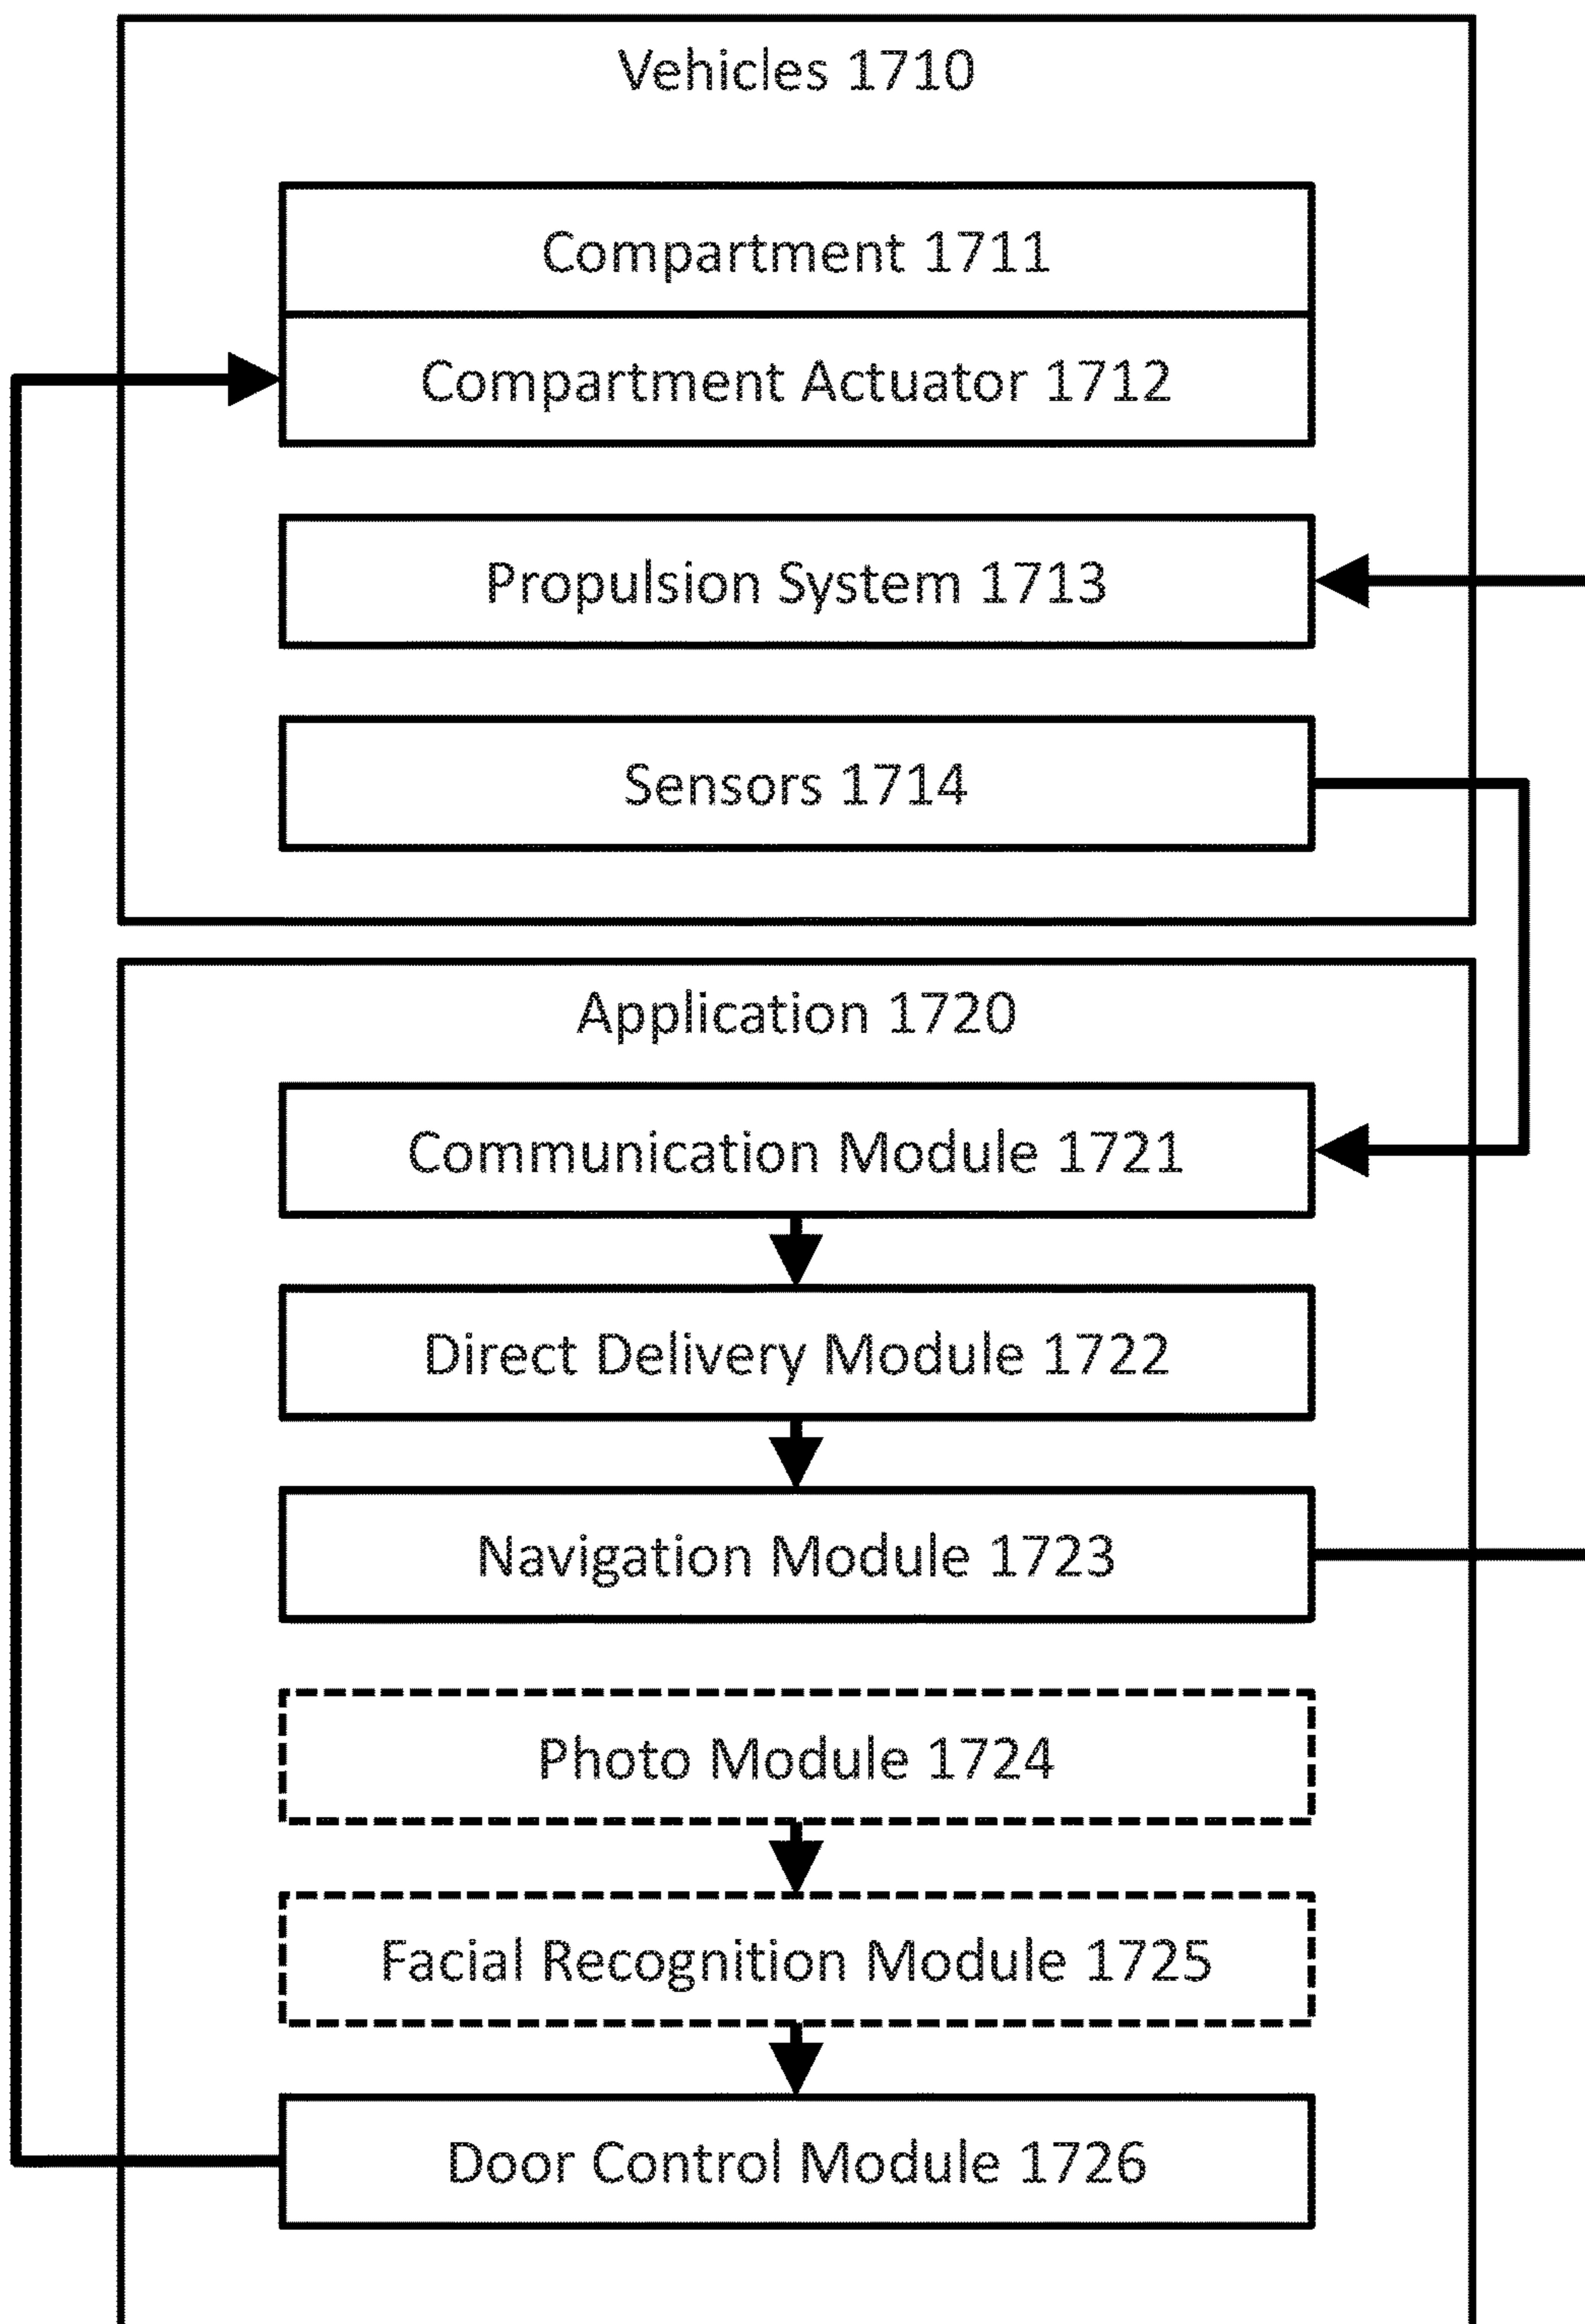 Vehicles 1710
Compartment 1711
Compartment Actuator 1712
Propulsion System 1713
Sensors 1714
Application 1720
Communication Module 1721
Direct Delivery Module 1722
Navigation Module 1723
Photo Module 1724
Facial Recognition Module 1725
Door Control Module 1726